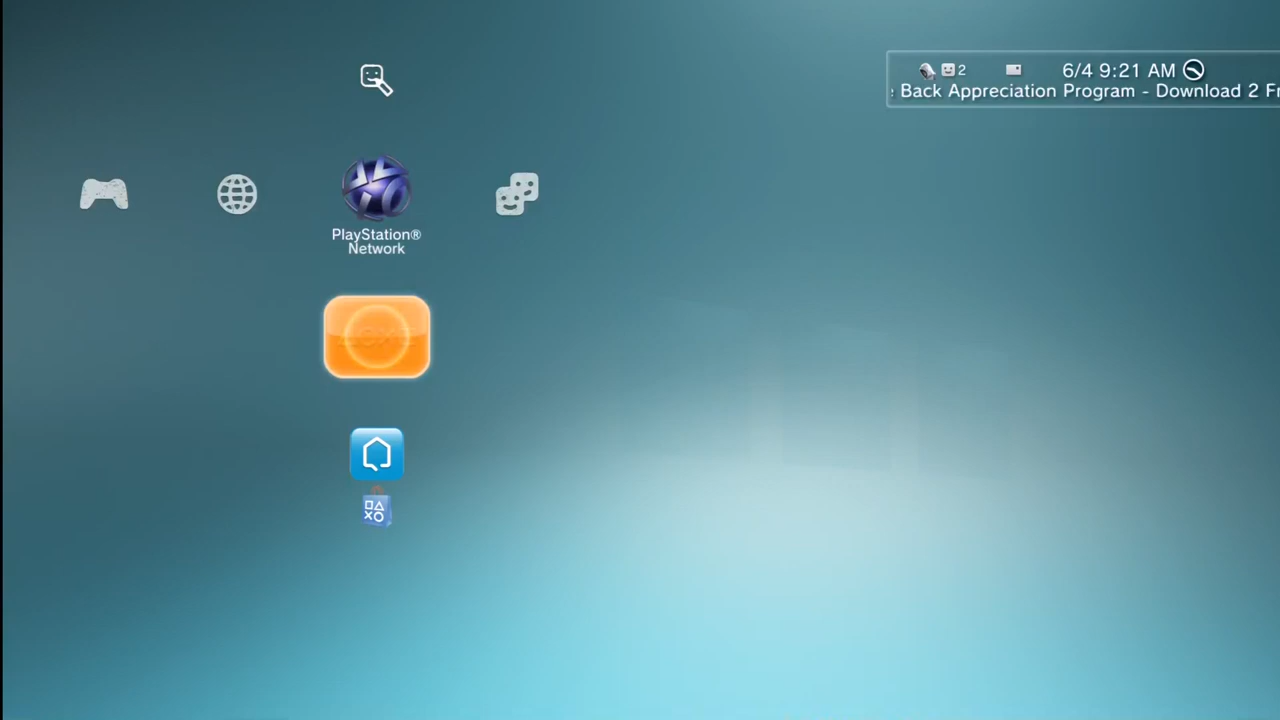 2
6/4 9:21 AM
Back Appreciation Program - Download 2 Fr
PlayStation®
Network